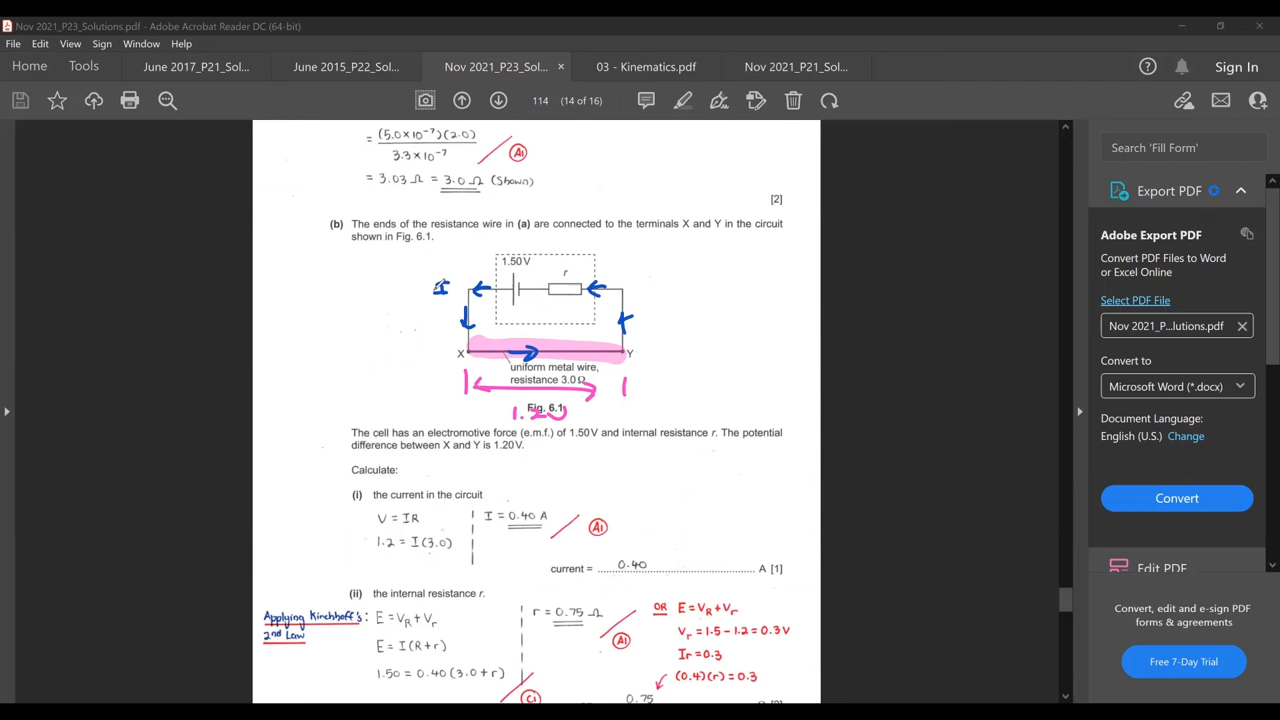 Nov 2021_P23_Solutions.pdf - Adobe Acrobat Reader DC (64-bit)
File Edit View Sign Window Help
Home Tools June 2017_P21_Sol... June 2015_P22_Sol... Nov 2021_P23_Sol... × 03 - Kinematics.pdf Nov 2021_P21_Sol... Sign In
114 (14 of 16)
= (5.0×10⁻⁷)(2.0)
3.3×10⁻⁷
A1
= 3.03 Ω = 3.0 Ω (Shown)
[2]
(b) The ends of the resistance wire in (a) are connected to the terminals X and Y in the circuit
shown in Fig. 6.1.
1.50 V
r
I
X Y
uniform metal wire,
resistance 3.0 Ω
Fig. 6.1
The cell has an electromotive force (e.m.f.) of 1.50 V and internal resistance r. The potential
difference between X and Y is 1.20 V.
Calculate:
(i) the current in the circuit
V = IR
I = 0.40 A
A1
1.2 = I(3.0)
0.40
current = ........ A [1]
(ii) the internal resistance r.
Applying Kirchhoff's
2nd Law :
E = V_R + V_r
E = I(R+r)
1.50 = 0.40(3.0+r)
C1
r = 0.75 Ω
A1
OR E = V_R + V_r
V_r = 1.5 - 1.2 = 0.3V
Ir = 0.3
(0.4)(r) = 0.3
0.75
Search 'Fill Form'
Export PDF
Adobe Export PDF
Convert PDF Files to Word
or Excel Online
Select PDF File
Nov 2021_P...lutions.pdf
Convert to
Microsoft Word (*.docx)
Document Language:
English (U.S.) Change
Convert
Edit PDF
Convert, edit and e-sign PDF
forms & agreements
Free 7-Day Trial